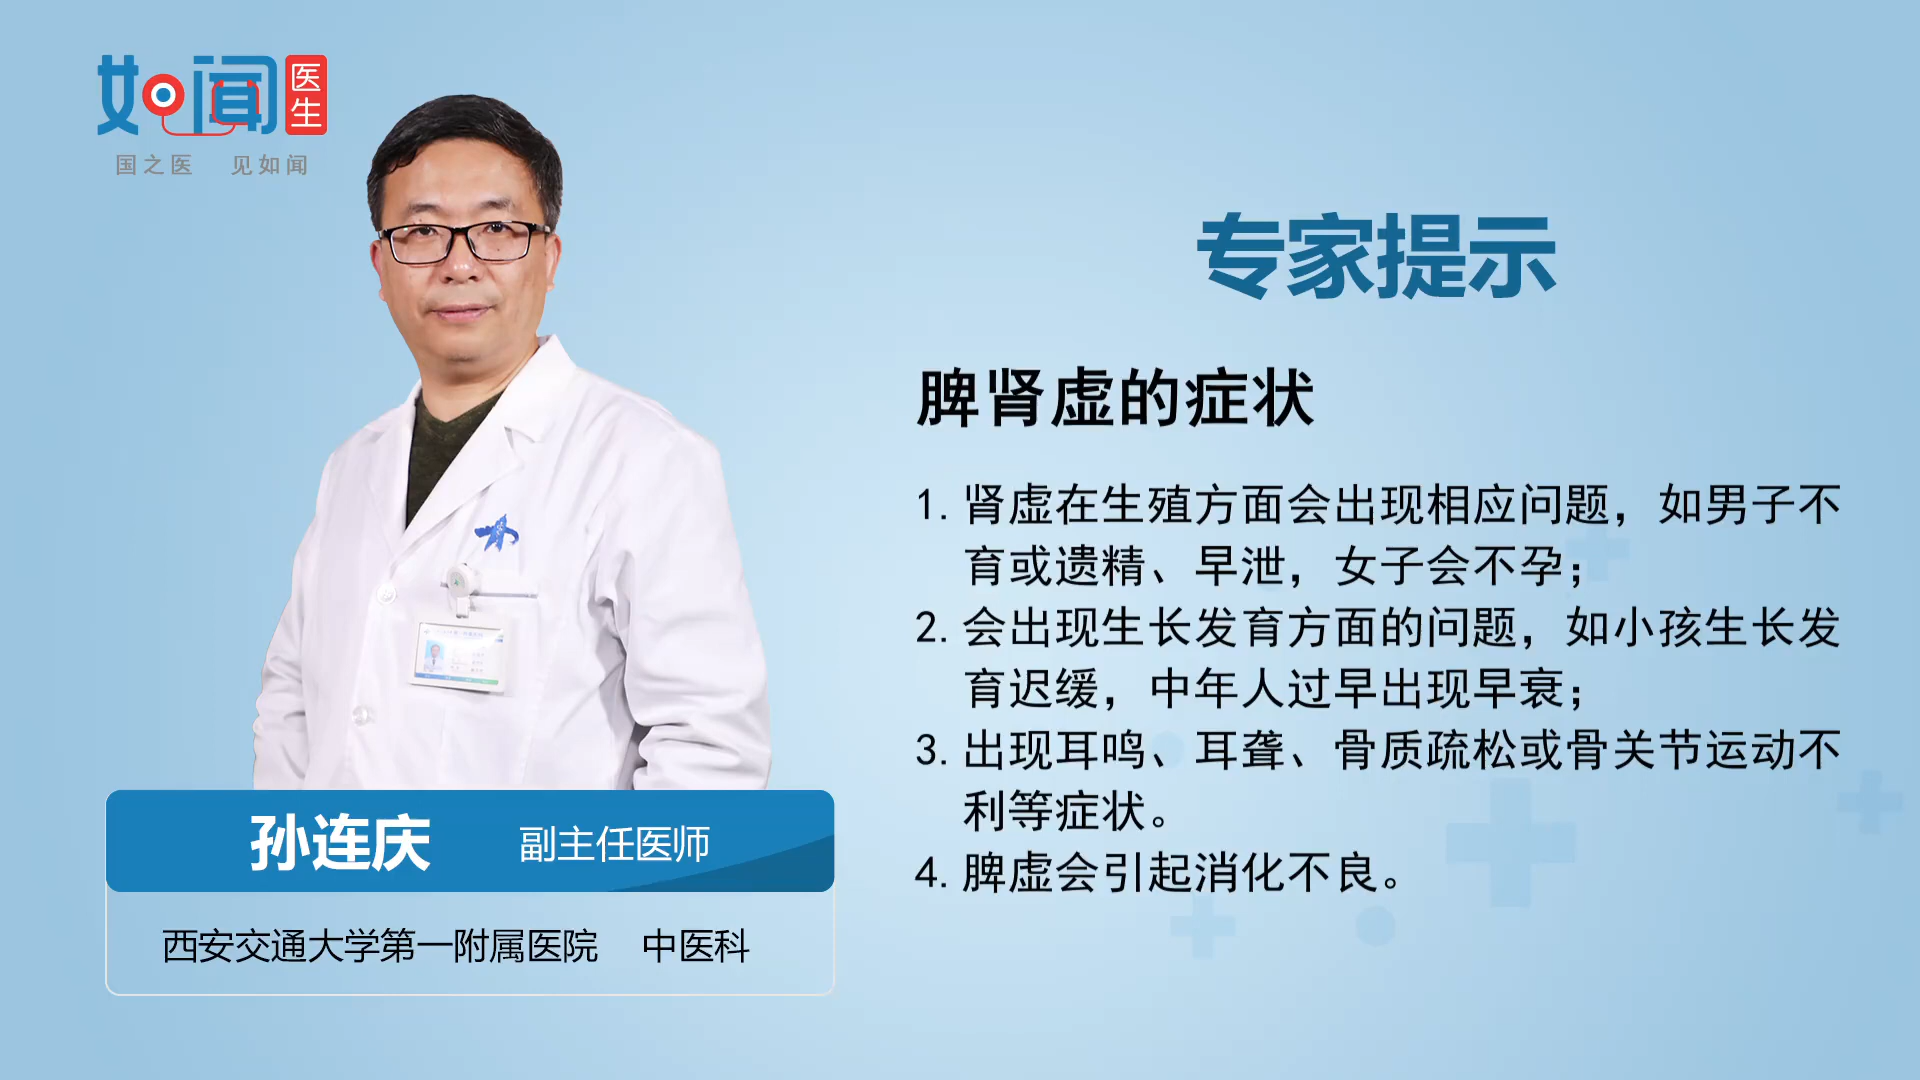 如闻医生
国之医 见如闻
专家提示
脾肾虚的症状
1. 肾虚在生殖方面会出现相应问题，如男子不
育或遗精、早泄，女子会不孕；
2. 会出现生长发育方面的问题，如小孩生长发
育迟缓，中年人过早出现早衰；
3. 出现耳鸣、耳聋、骨质疏松或骨关节运动不
利等症状。
4. 脾虚会引起消化不良。
孙连庆 副主任医师
西安交通大学第一附属医院 中医科